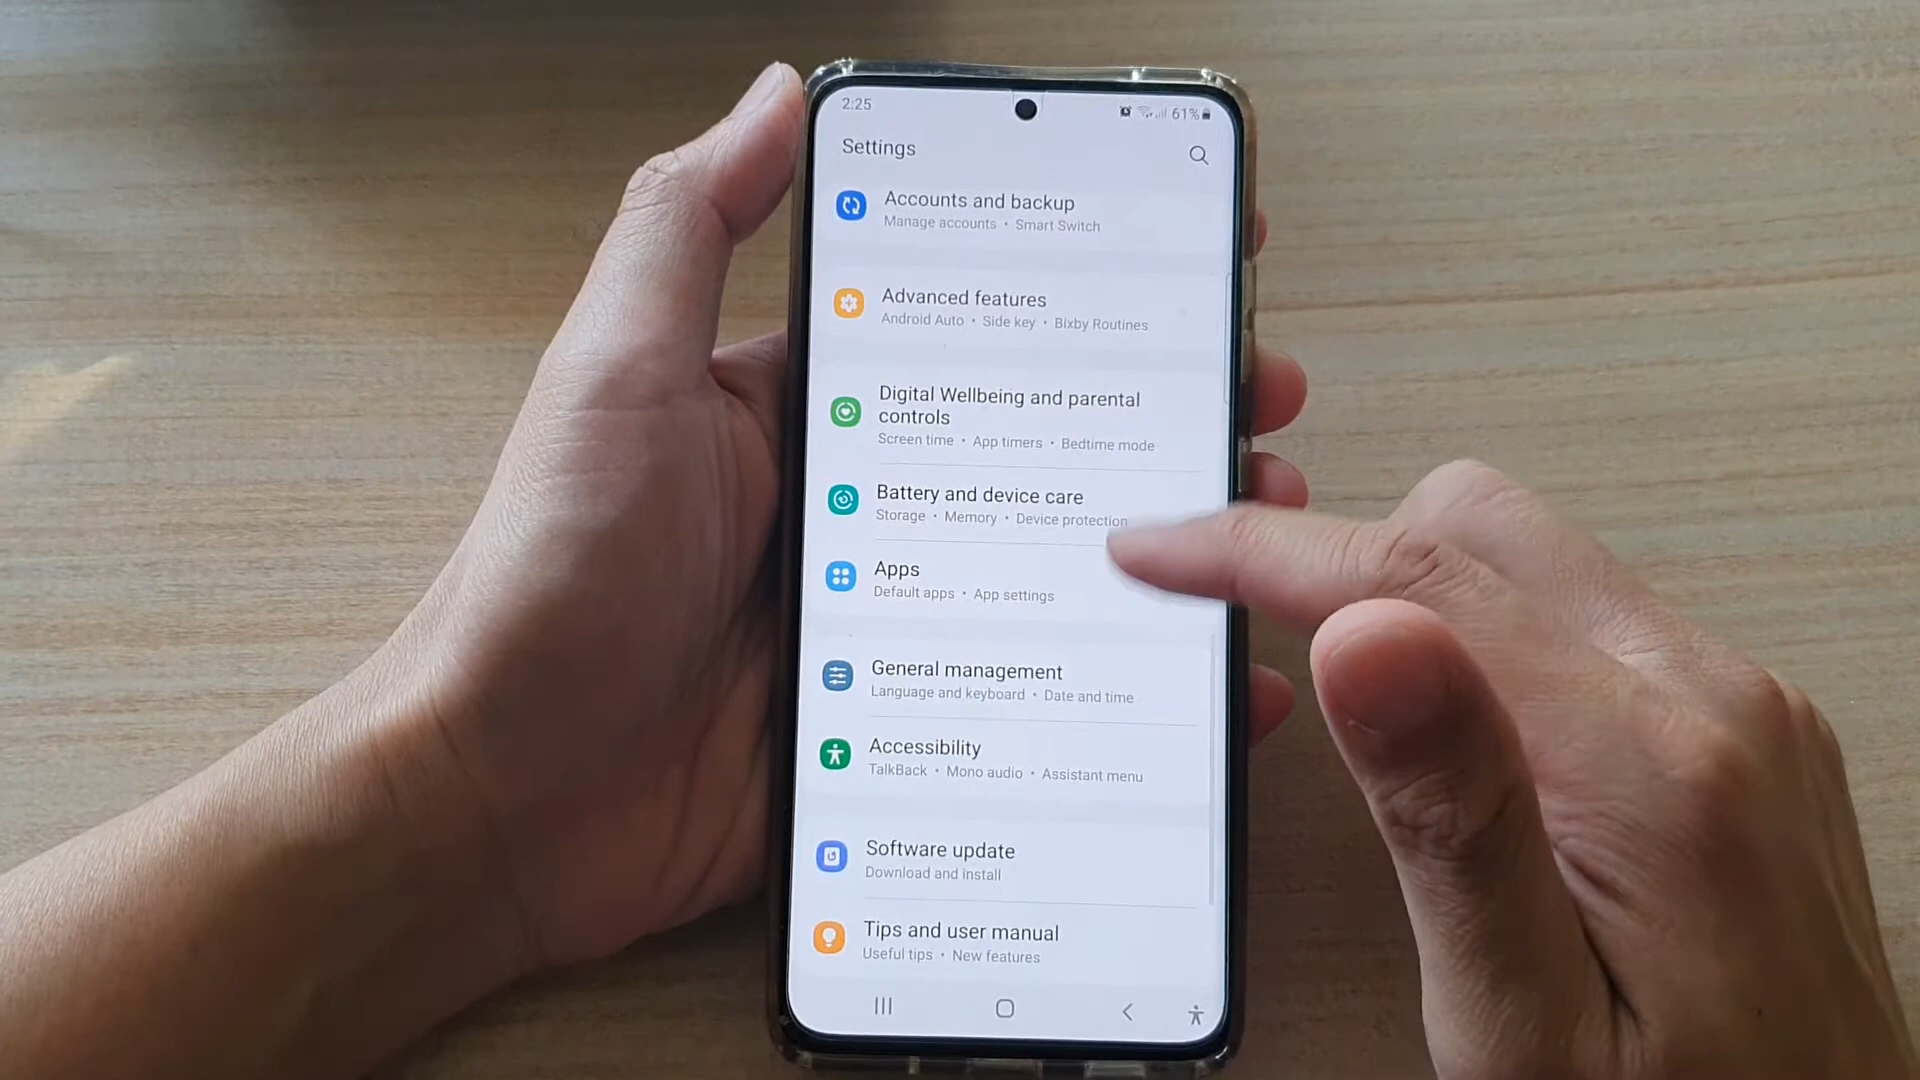 2:25
61%
Settings
Accounts and backup
Manage accounts • Smart Switch
Advanced features
Android Auto • Side key • Bixby Routines
Digital Wellbeing and parental
controls
Screen time • App timers • Bedtime mode
Battery and device care
Storage • Memory • Device protection
Apps
Default apps • App settings
General management
Language and keyboard • Date and time
Accessibility
TalkBack • Mono audio • Assistant menu
Software update
Download and install
Tips and user manual
Useful tips • New features